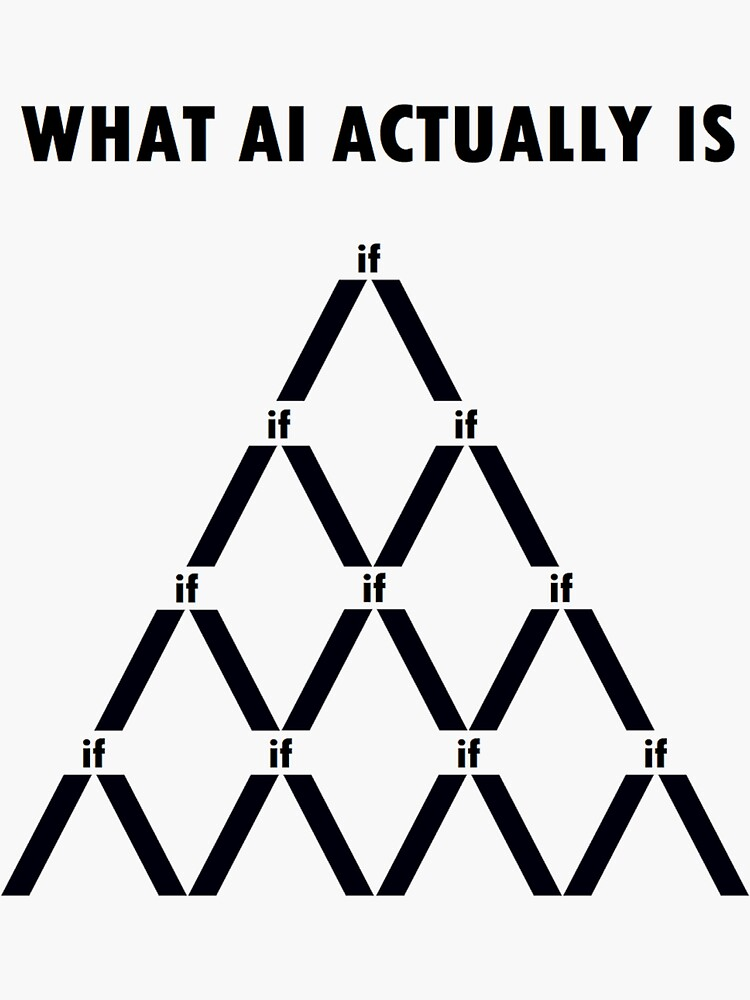 WHAT AI ACTUALLY IS
if
if if
if if if
if if if if